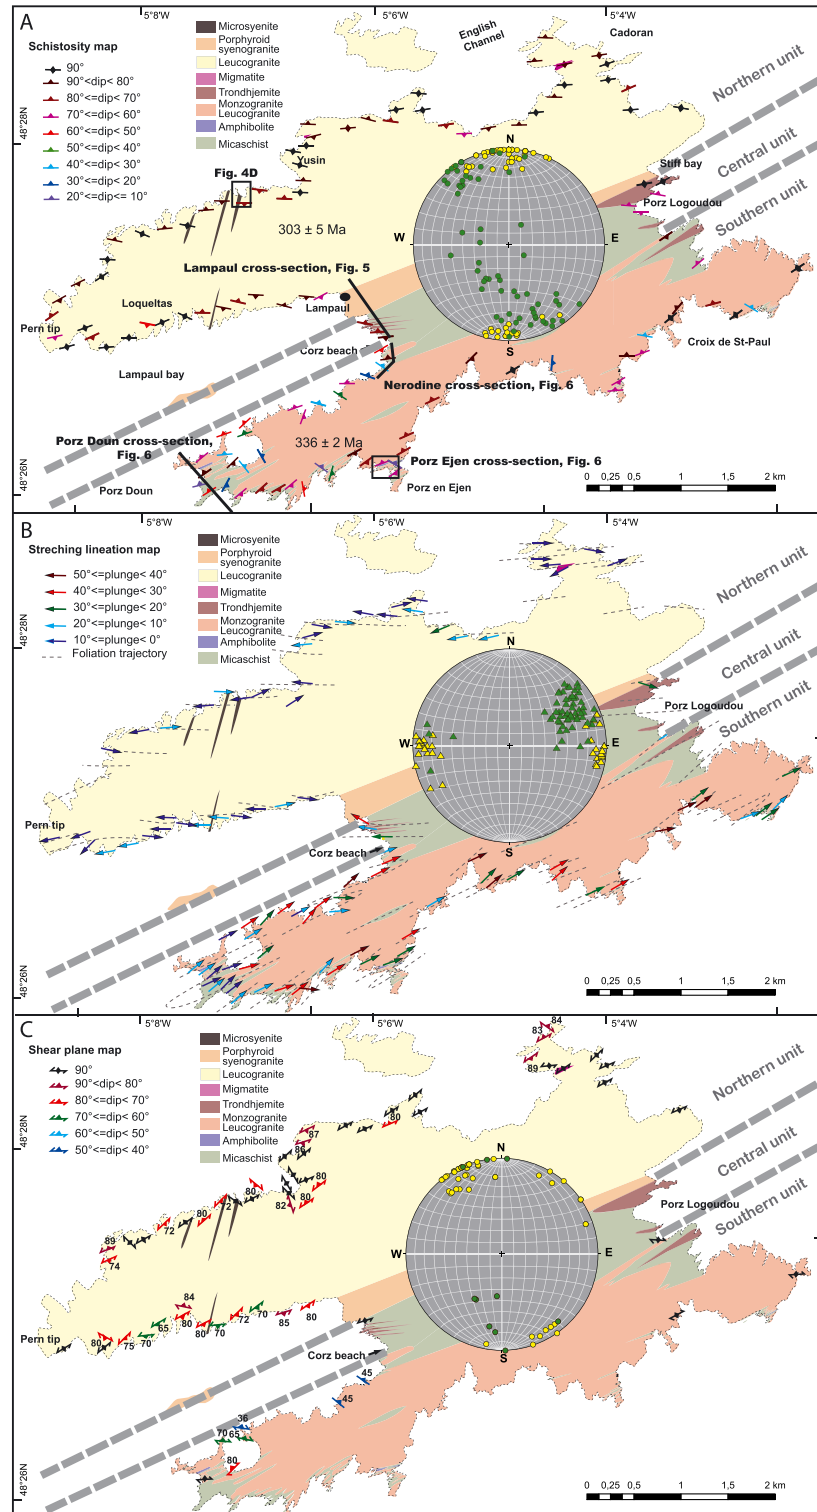 A
Schistosity map
90°
90°<dip< 80°
80°<=dip< 70°
70°<=dip< 60°
60°<=dip< 50°
50°<=dip< 40°
40°<=dip< 30°
30°<=dip< 20°
20°<dip<= 10°
Microsyenite
Porphyroid
syenogranite
Leucogranite
Migmatite
Trondhjemite
Monzogranite
Leucogranite
Amphibolite
Micaschist
5°8'W
5°6'W
5°4'W
48°28N
48°26N
English
Channel
Cadoran
Northern unit
Central unit
Southern unit
Yusin
Fig. 4D
Stiff bay
Porz Logoudou
303 ± 5 Ma
N
W
E
S
Lampaul cross-section, Fig. 5
Loqueltas
Lampaul
Pern tip
Lampaul bay
Corz beach
Croix de St-Paul
Nerodine cross-section, Fig. 6
Porz Doun cross-section,
Fig. 6
336 ± 2 Ma
Porz Ejen cross-section, Fig. 6
Porz Doun
Porz en Ejen
0 0,25 0,5 1 1,5 2 km
B
Streching lineation map
50°<=plunge< 40°
40°<=plunge< 30°
30°<=plunge< 20°
20°<=plunge< 10°
10°<=plunge< 0°
Foliation trajectory
Microsyenite
Porphyroid
syenogranite
Leucogranite
Migmatite
Trondhjemite
Monzogranite
Leucogranite
Amphibolite
Micaschist
5°8'W
5°6'W
5°4'W
48°28N
48°26N
Northern unit
Central unit
Southern unit
Porz Logoudou
N
W
E
S
Pern tip
Corz beach
0 0,25 0,5 1 1,5 2 km
C
Shear plane map
90°
90°<dip< 80°
80°<=dip< 70°
70°<=dip< 60°
60°<=dip< 50°
50°<=dip< 40°
Microsyenite
Porphyroid
syenogranite
Leucogranite
Migmatite
Trondhjemite
Monzogranite
Leucogranite
Amphibolite
Micaschist
5°8'W
5°6'W
5°4'W
48°28N
48°26N
84
83
89
Northern unit
Central unit
Southern unit
80
87
86
80
80
72
80
82
80
72
89
74
Porz Logoudou
N
W
E
S
84
80
65
70
75
80
80
70
72
70
85
80
Pern tip
Corz beach
45
45
36
70
65
80
0 0,25 0,5 1 1,5 2 km